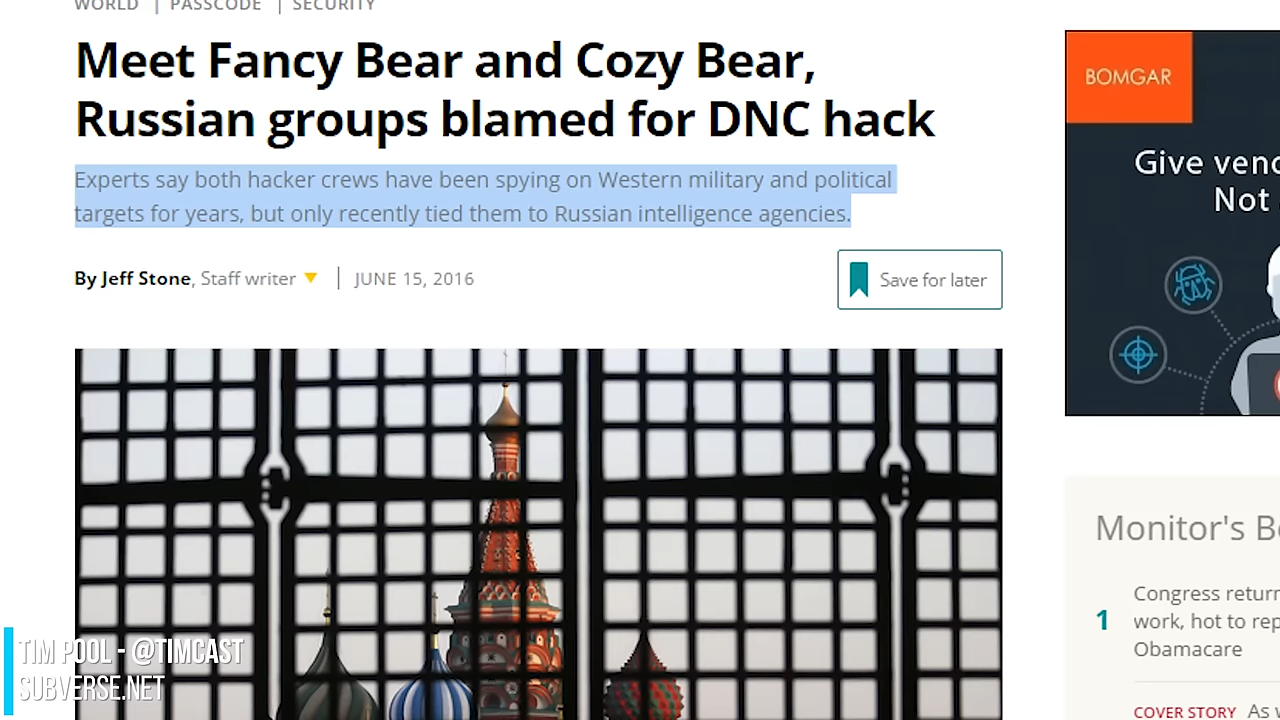 WORLD | PASSCODE | SECURITY
Meet Fancy Bear and Cozy Bear,
Russian groups blamed for DNC hack
Experts say both hacker crews have been spying on Western military and political
targets for years, but only recently tied them to Russian intelligence agencies.
By Jeff Stone, Staff writer | JUNE 15, 2016
Save for later
BOMGAR
Give
Not
Monitor's
Congress
work, hot to
Obamacare
1
COVER STORY As
TIM POOL - @TIMCAST
SUBVERSE.NET